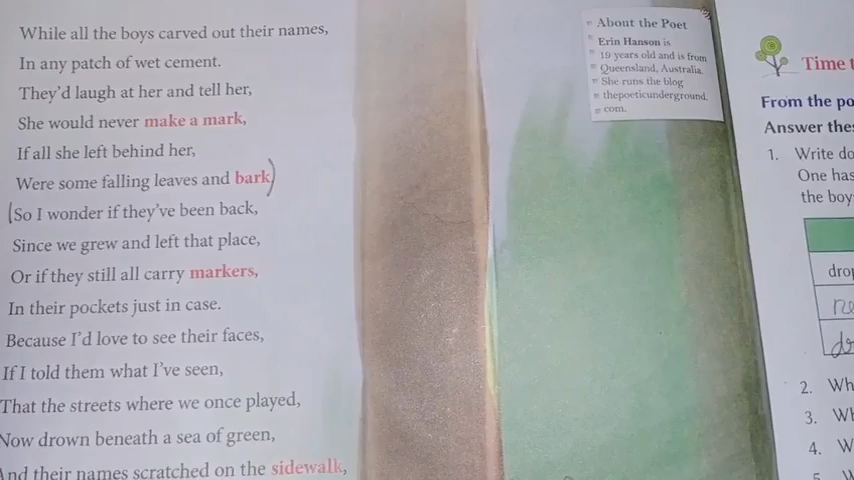 While all the boys carved out their names,
In any patch of wet cement.
They'd laugh at her and tell her,
She would never make a mark,
If all she left behind her,
Were some falling leaves and bark
So I wonder if they've been back,
Since we grew and left that place,
Or if they still all carry markers,
In their pockets just in case.
Because I'd love to see their faces,
If I told them what I've seen,
That the streets where we once played,
Now drown beneath a sea of green,
And their names scratched on the sidewalk,
About the Poet
Erin Hanson is
19 years old and is from
Queensland, Australia.
She runs the blog
thepoeticunderground.
com.
Time
From the po
Answer the
1. Write do
One has
the boy
drop
2. Wh
3. Wh
4. W
5.